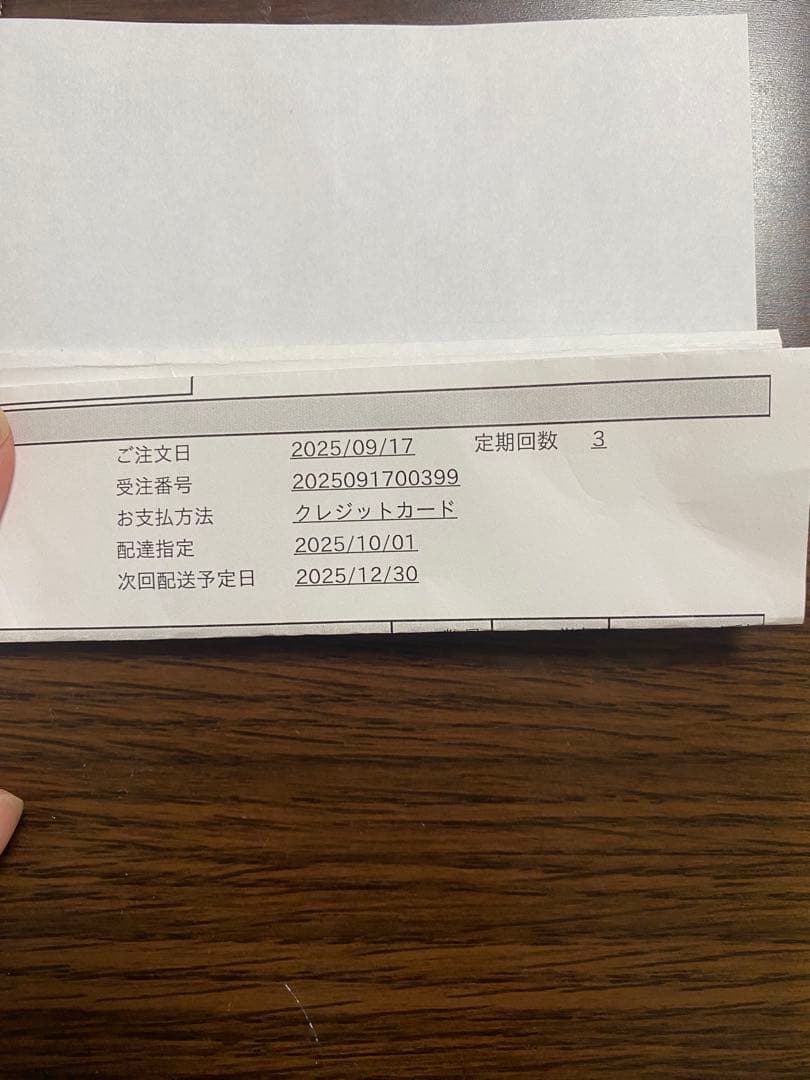 ご注文日 2025/09/17 定期回数 3
受注番号 2025091700399
お支払方法 クレジットカード
配達指定 2025/10/01
次回配送予定日 2025/12/30